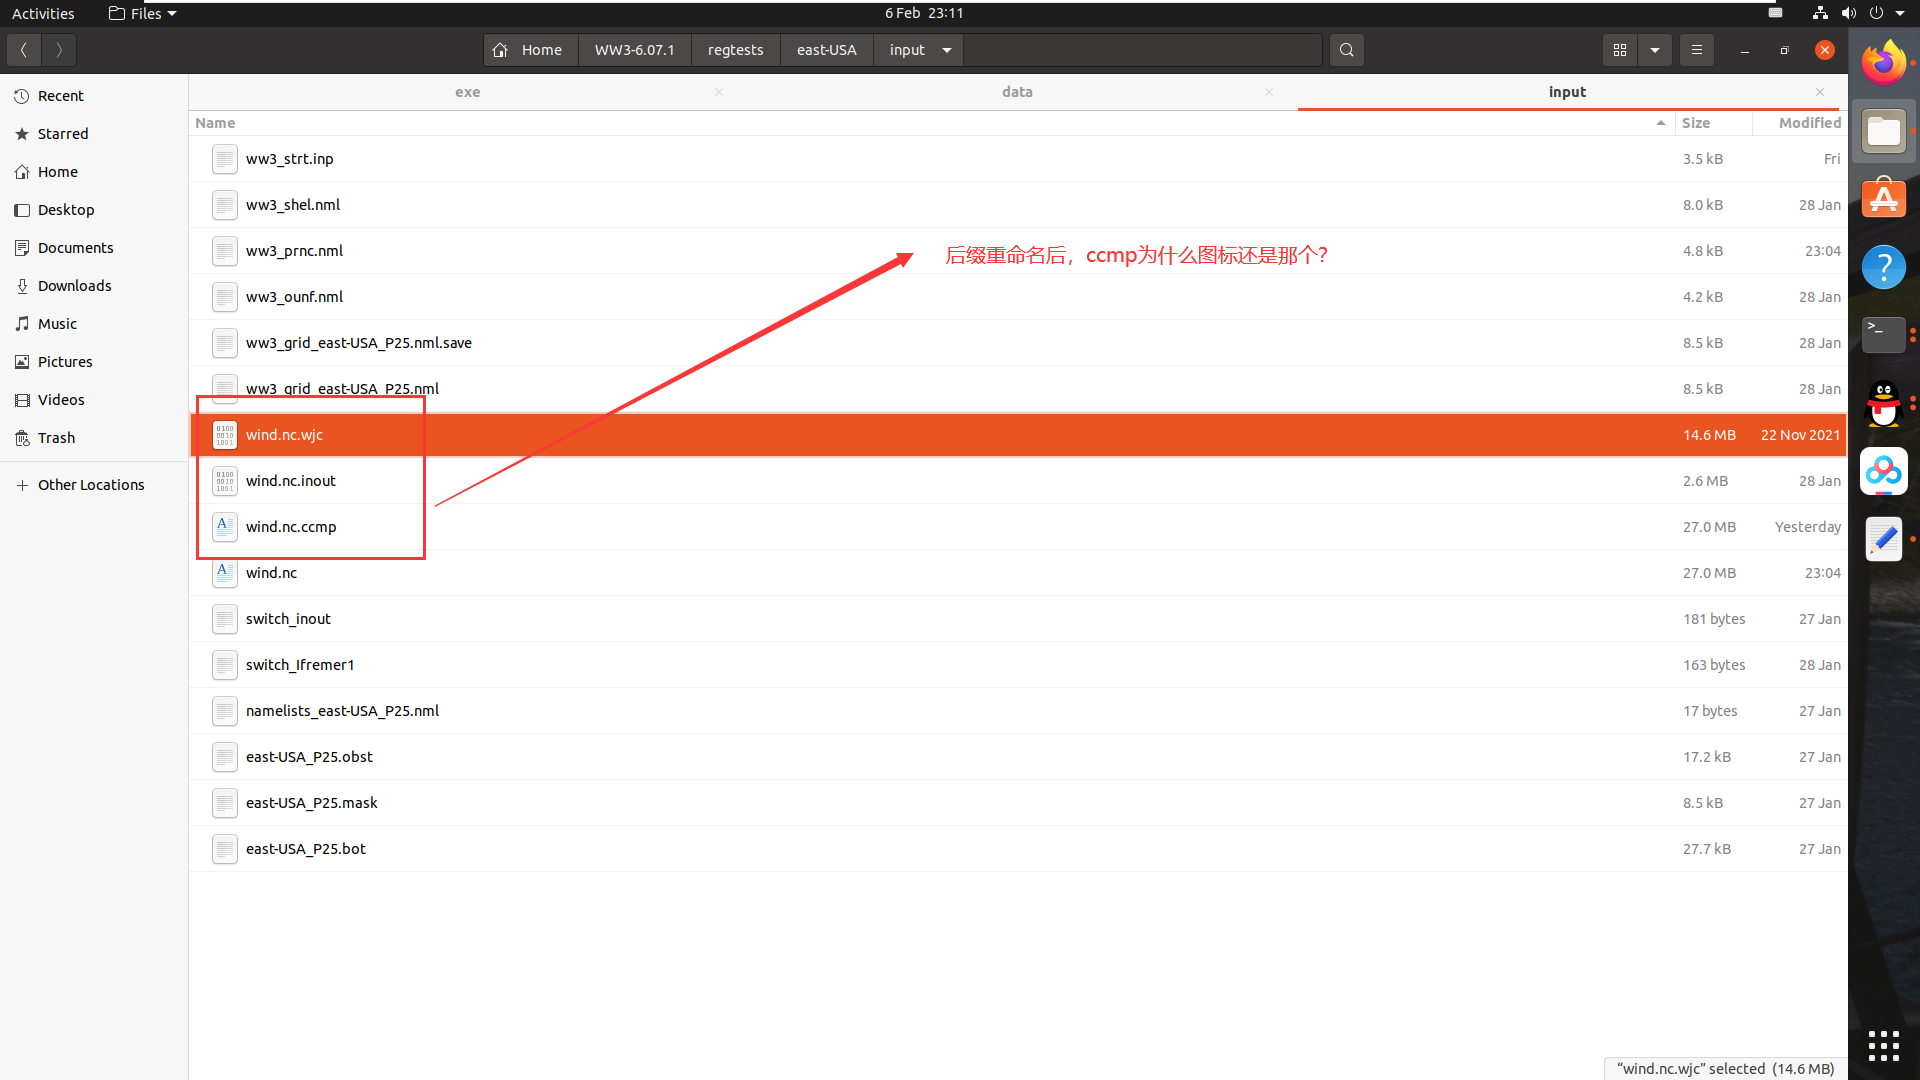 Activities
Files
6 Feb 23:11
Home
WW3-6.07.1
regtests
east-USA
input
exe
data
input
Recent
Starred
Home
Desktop
Documents
Downloads
Music
Pictures
Videos
Trash
Other Locations
Name Size Modified
ww3_strt.inp 3.5 kB Fri
ww3_shel.nml 8.0 kB 28 Jan
ww3_prnc.nml 4.8 kB 23:04
后缀重命名后，ccmp为什么图标还是那个？
ww3_ounf.nml 4.2 kB 28 Jan
ww3_grid_east-USA_P25.nml.save 8.5 kB 28 Jan
ww3_grid_east-USA_P25.nml 8.5 kB 28 Jan
wind.nc.wjc 14.6 MB 22 Nov 2021
wind.nc.inout 2.6 MB 28 Jan
wind.nc.ccmp 27.0 MB Yesterday
wind.nc 27.0 MB 23:04
switch_inout 181 bytes 27 Jan
switch_Ifremer1 163 bytes 28 Jan
namelists_east-USA_P25.nml 17 bytes 27 Jan
east-USA_P25.obst 17.2 kB 27 Jan
east-USA_P25.mask 8.5 kB 27 Jan
east-USA_P25.bot 27.7 kB 27 Jan
"wind.nc.wjc" selected (14.6 MB)